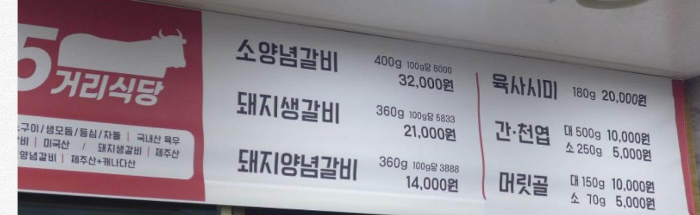 5거리식당
구이/생모듬/등심/차돌 | 국내산 육우
갈비 | 미국산 / 돼지생갈비 | 제주산
양념갈비 | 제주산+캐나다산
소양념갈비 400g 100g당 8000
32,000원
돼지생갈비 360g 100g당 5833
21,000원
돼지양념갈비 360g 100g당 3888
14,000원
육사시미 180g 20,000원
간·천엽 대 500g 10,000원
소 250g 5,000원
머릿골 대 150g 10,000원
소 70g 5,000원